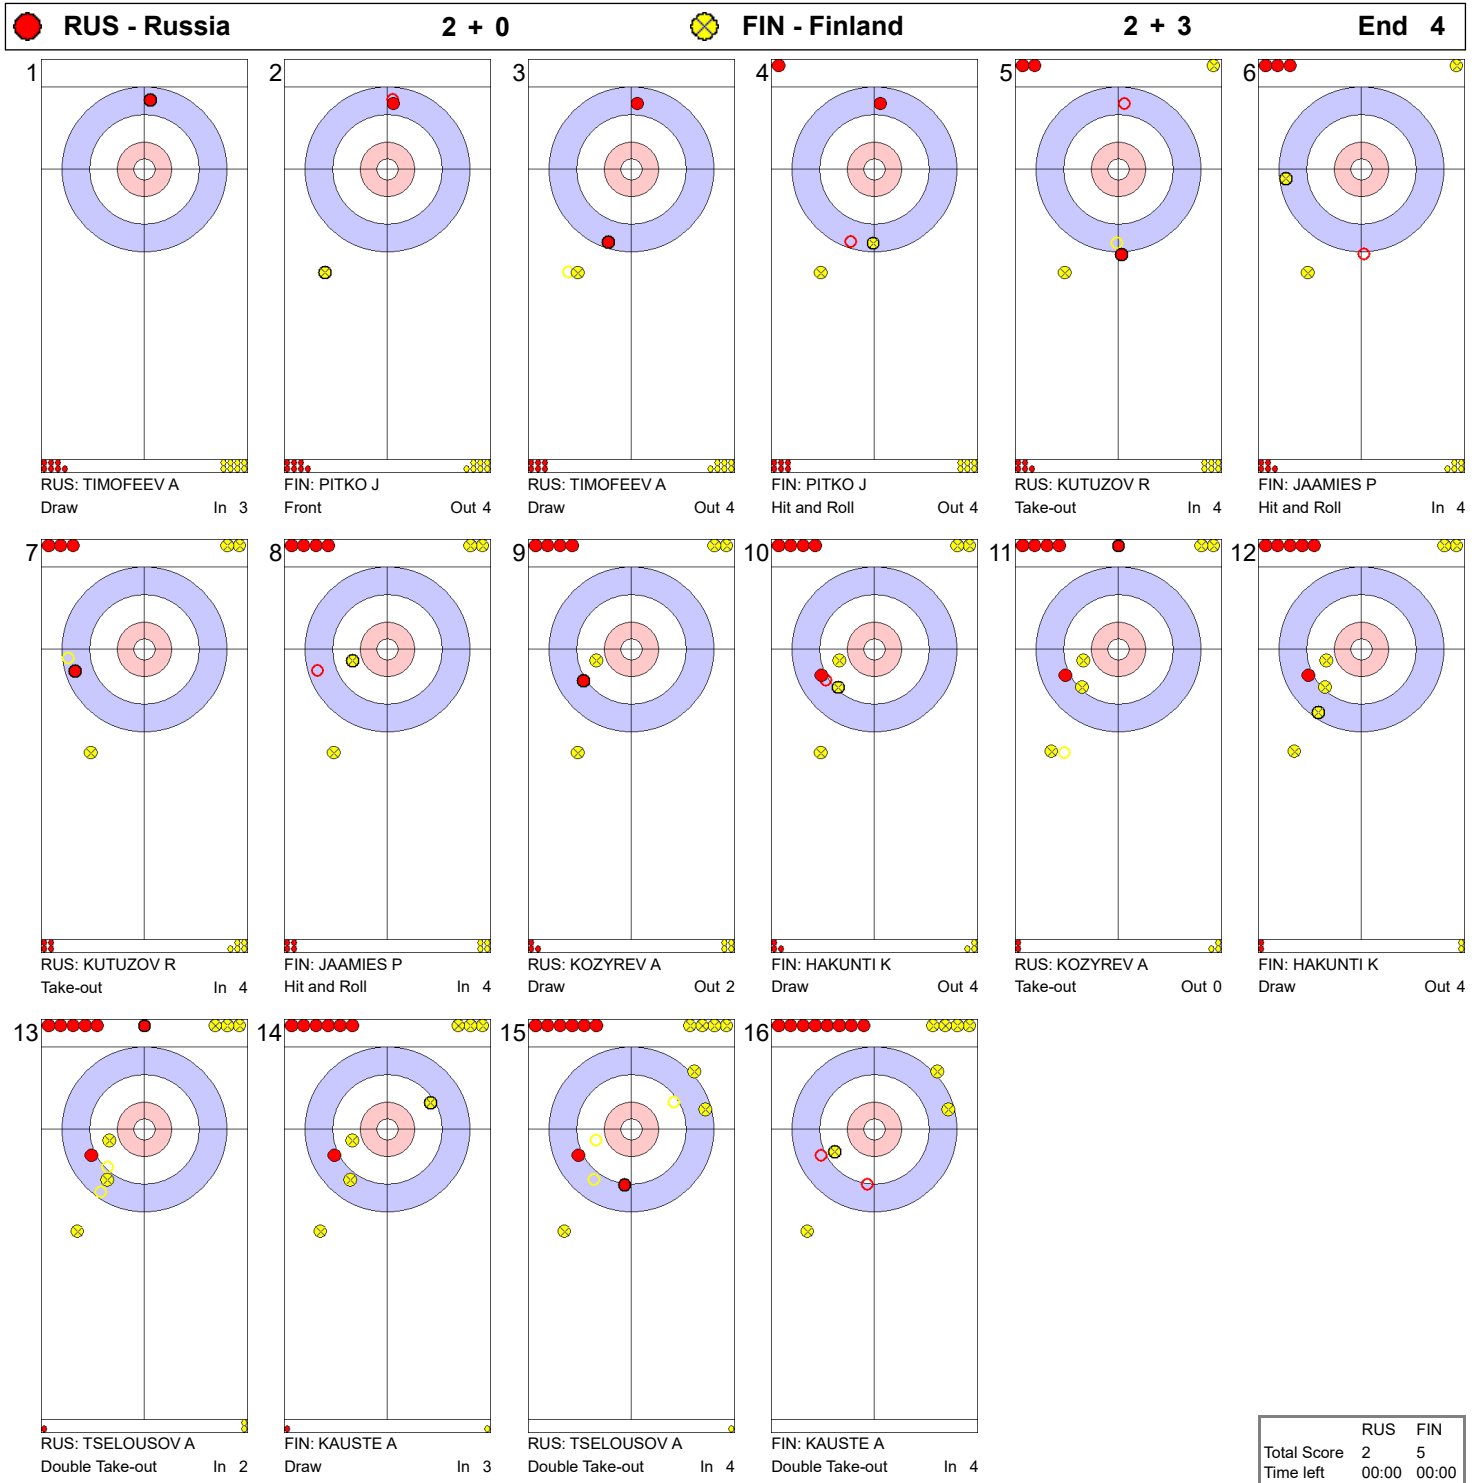 RUS - Russia 2 + 0 FIN - Finland 2 + 3 End 4
1 2 3 4 5 6
RUS: TIMOFEEV A FIN: PITKO J RUS: TIMOFEEV A FIN: PITKO J RUS: KUTUZOV R FIN: JAAMIES P
Draw In 3 Front Out 4 Draw Out 4 Hit and Roll Out 4 Take-out In 4 Hit and Roll In 4
7 8 9 10 11 12
RUS: KUTUZOV R FIN: JAAMIES P RUS: KOZYREV A FIN: HAKUNTI K RUS: KOZYREV A FIN: HAKUNTI K
Take-out In 4 Hit and Roll In 4 Draw Out 2 Draw Out 4 Take-out Out 0 Draw Out 4
13 14 15 16
RUS: TSELOUSOV A FIN: KAUSTE A RUS: TSELOUSOV A FIN: KAUSTE A
Double Take-out In 2 Draw In 3 Double Take-out In 4 Double Take-out In 4
RUS FIN
Total Score 2 5
Time left 00:00 00:00